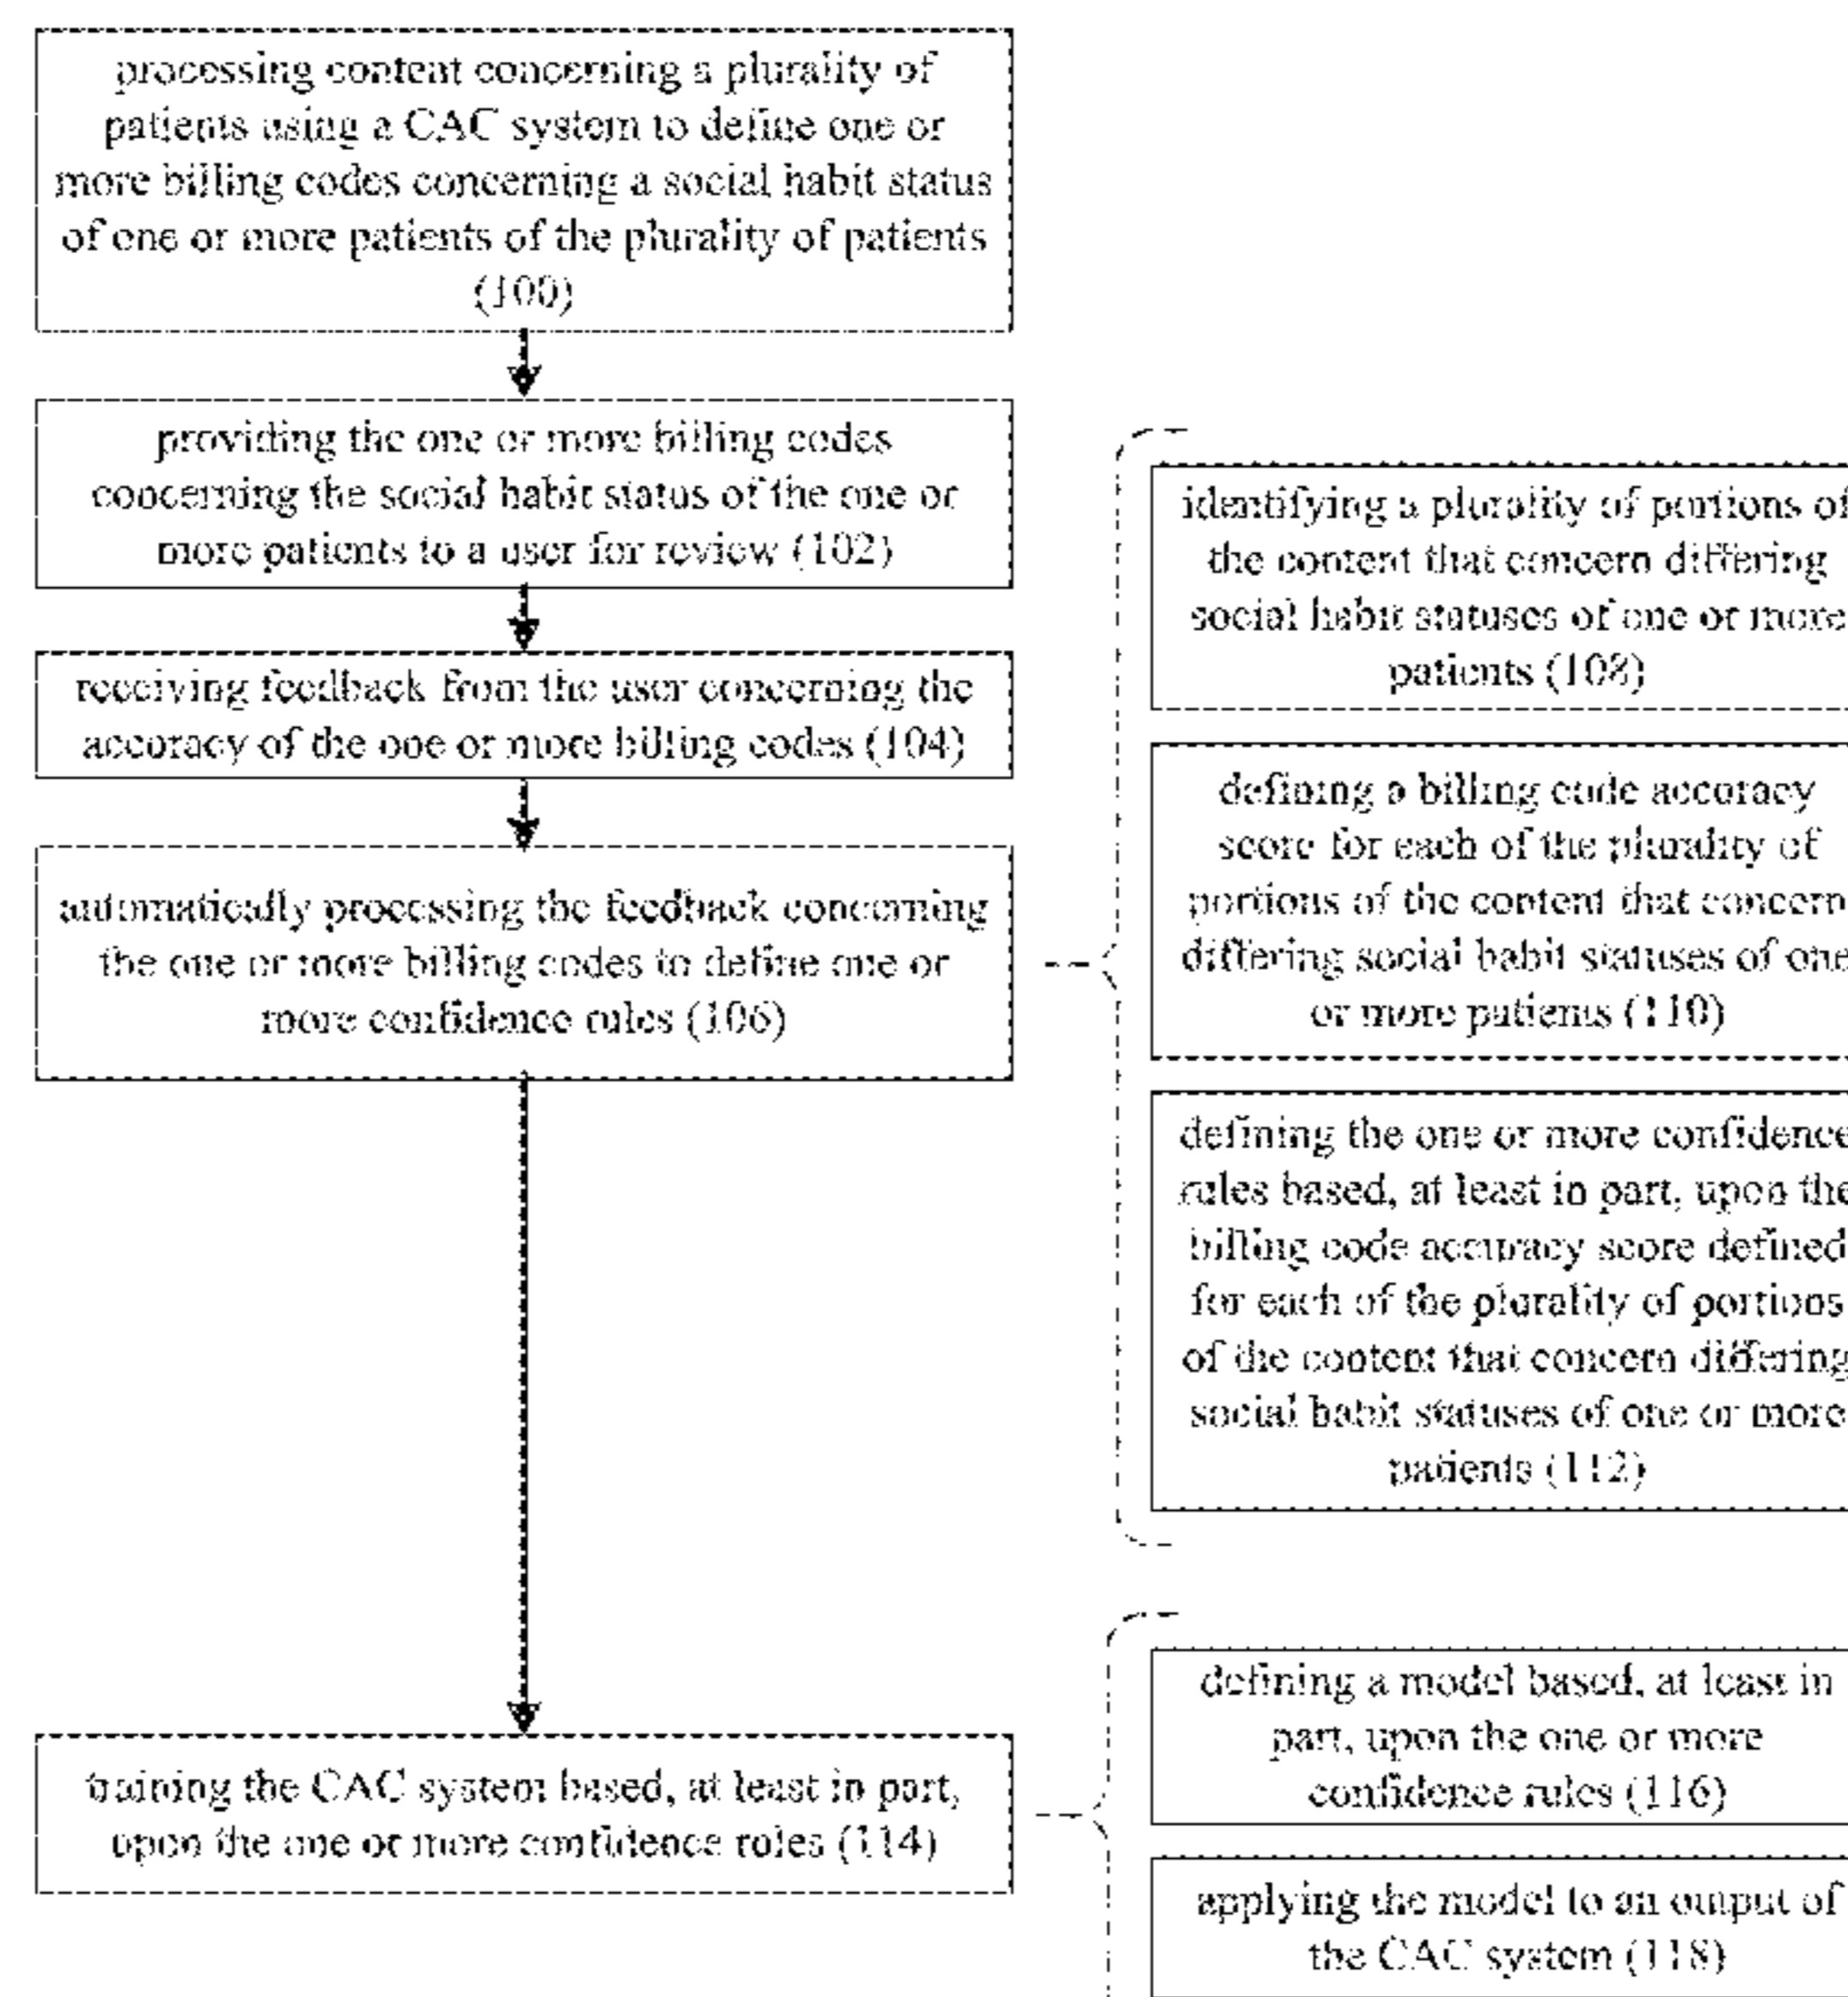 processing content concerning a plurality of
patients using a CAC system to define one or
more billing codes concerning a social habit status
of one or more patients of the plurality of patients
(100)
providing the one or more billing codes
concerning the social habit status of the one or
more patients to a user for review (102)
receiving feedback from the user concerning the
accuracy of the one or more billing codes (104)
automatically processing the feedback concerning
the one or more billing codes to define one or
more confidence rules (106)
identifying a plurality of portions of
the content that concern differing
social habit statuses of one or more
patients (108)
defining a billing code accuracy
score for each of the plurality of
portions of the content that concern
differing social habit statuses of one
or more patients (110)
defining the one or more confidence
rules based, at least in part, upon the
billing code accuracy score defined
for each of the plurality of portions
of the content that concern differing
social habit statuses of one or more
patients (112)
training the CAC system based, at least in part,
upon the one or more confidence rules (114)
defining a model based, at least in
part, upon the one or more
confidence rules (116)
applying the model to an output of
the CAC system (118)